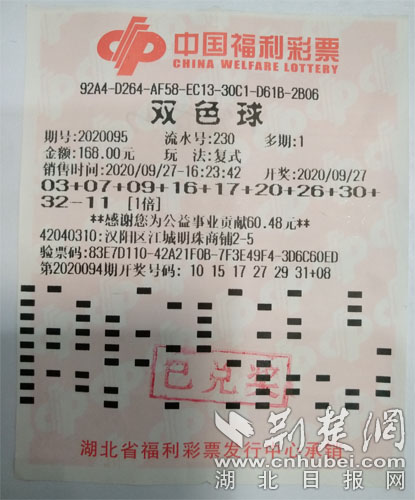 中国福利彩票
CHINA WELFARE LOTTERY
92A4-D264-AF58-EC13-30C1-D61B-2B06
双色球
期号:2020095 流水号:230 多期:1
金额:168.00元 玩 法:复式
销售时间:2020/09/27-16:23:42 开奖:2020/09/27
03+07+09+16+17+20+26+30+
32-11 [1倍]
**感谢您为公益事业贡献60.48元**
42040310:汉阳区江城明珠商铺2-5
验票码:83E7D110-42A21F0B-7F3E49F4-3D6C60ED
第2020094期开奖号码: 10 15 17 27 29 31+08
已兑奖
荆楚网
www.cnhubei.com
湖北省福利彩票发行中心承销
湖北日报网